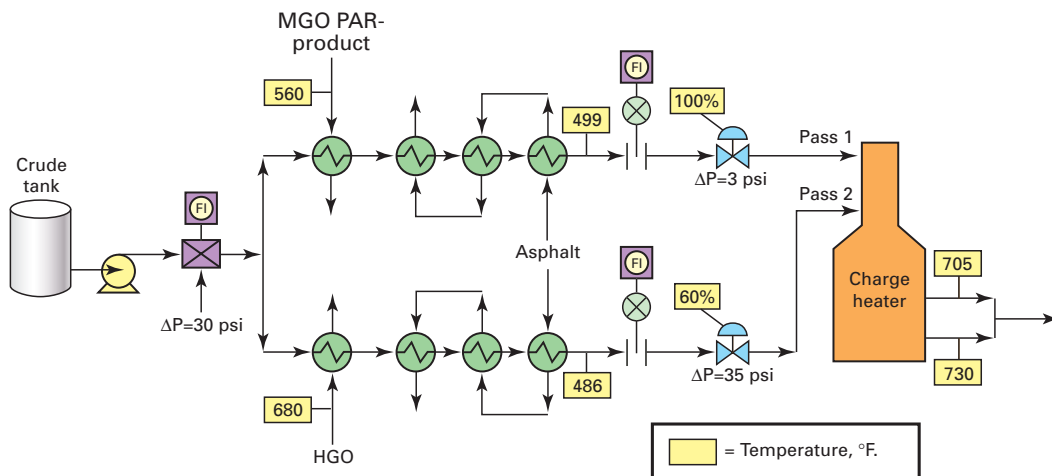 MGO PAR-
product
560
FI
100%
499
Pass 1
Crude
tank
ΔP=3 psi
Pass 2
FI
Asphalt
FI
Charge
heater
705
60%
ΔP=30 psi
486
ΔP=35 psi
730
680
HGO
= Temperature, °F.